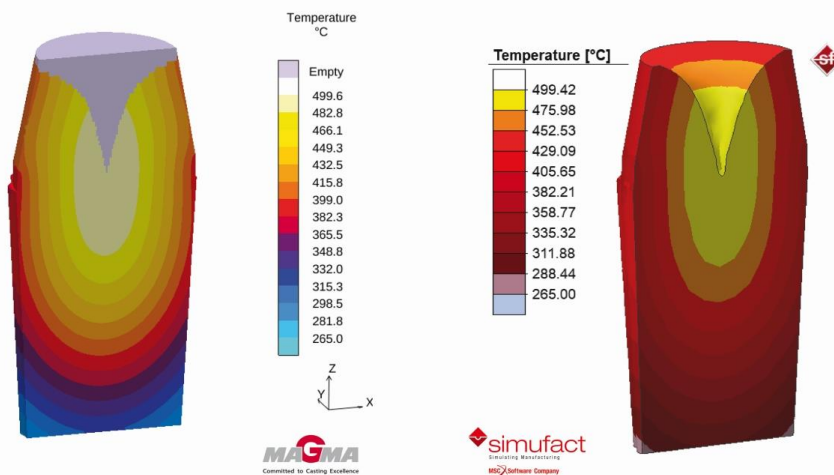 Temperature
°C
Empty
499.6
482.8
466.1
449.3
432.5
415.8
399.0
382.3
365.5
348.8
332.0
315.3
298.5
281.8
265.0
Z
Y
X
MAGMA
Committed to Casting Excellence
Temperature [°C]
499.42
475.98
452.53
429.09
405.65
382.21
358.77
335.32
311.88
288.44
265.00
sf
simufact
Simulating Manufacturing
MSC Software Company